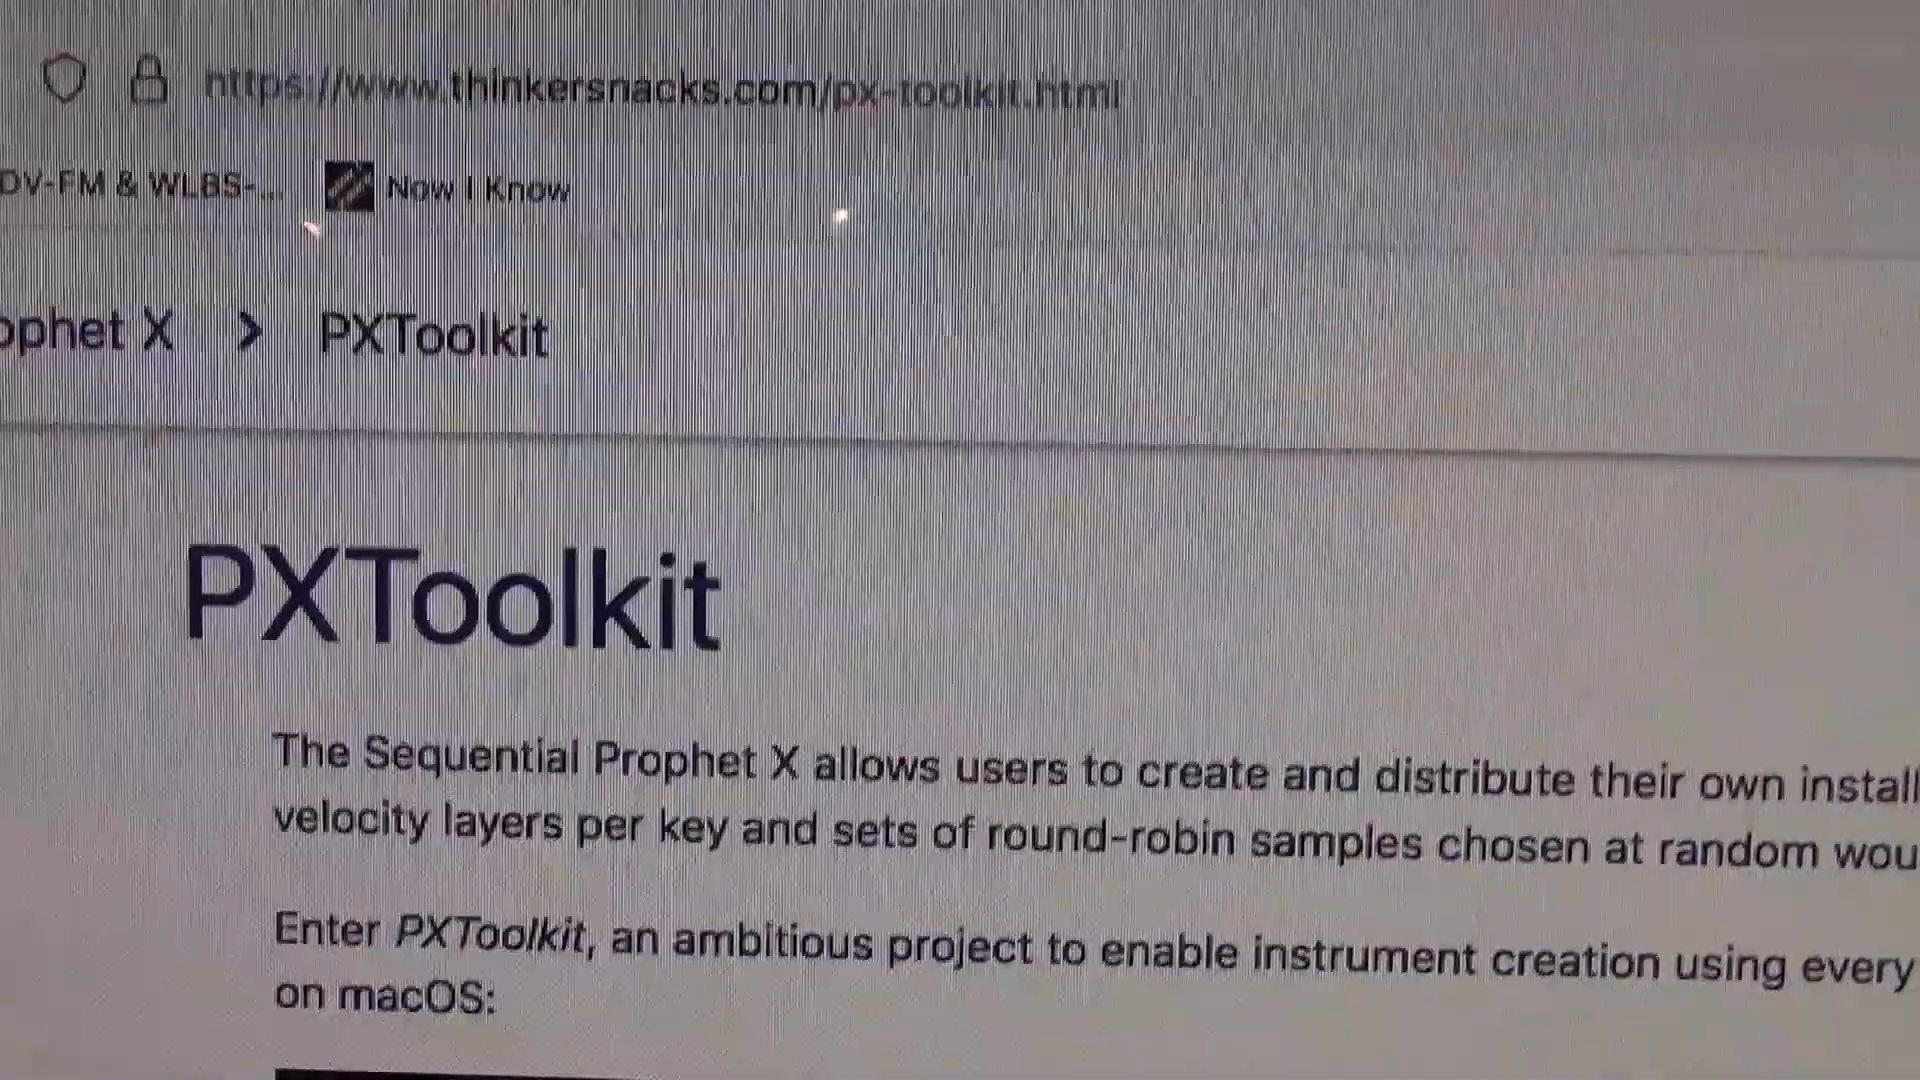 https://www.thinkersnacks.com/px-toolkit.html
DV-FM & WLBS-...
Now I Know
ophet X > PXToolkit
PXToolkit
The Sequential Prophet X allows users to create and distribute their own install
velocity layers per key and sets of round-robin samples chosen at random wou
Enter PXToolkit, an ambitious project to enable instrument creation using every
on macOS: